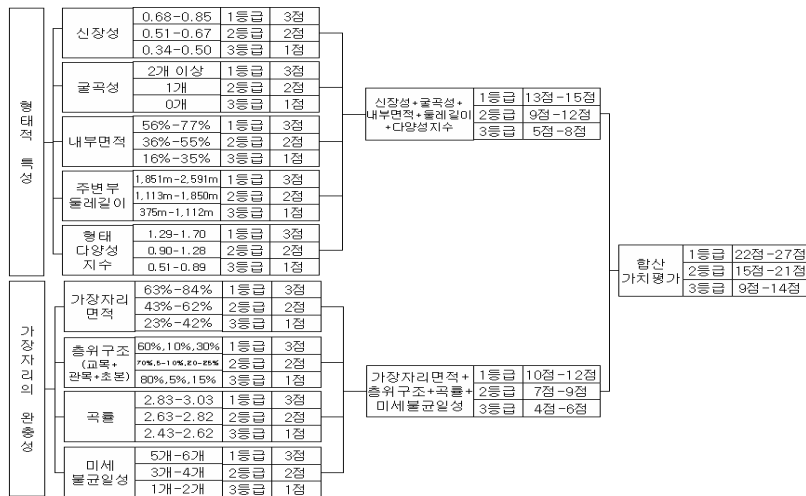 형태적 특성
신장성
0.68-0.85 1등급 3점
0.51-0.67 2등급 2점
0.34-0.50 3등급 1점
굴곡성
2개 이상 1등급 3점
1개 2등급 2점
0개 3등급 1점
내부면적
56%-77% 1등급 3점
36%-55% 2등급 2점
16%-35% 3등급 1점
주변부
둘레길이
1,851m-2,591m 1등급 3점
1,113m-1,850m 2등급 2점
375m-1,112m 3등급 1점
형태
다양성
지수
1.29-1.70 1등급 3점
0.90-1.28 2등급 2점
0.51-0.89 3등급 1점
신장성+굴곡성+
내부면적+둘레길이
+다양성지수
1등급 13점-15점
2등급 9점-12점
3등급 5점-8점
가장자리의 완충성
가장자리
면적
63%-84% 1등급 3점
43%-62% 2등급 2점
23%-42% 3등급 1점
층위구조
(교목+
관목+초본)
60%,10%,30% 1등급 3점
70%,5-10%,20-25% 2등급 2점
80%,5%,15% 3등급 1점
곡률
2.83-3.03 1등급 3점
2.63-2.82 2등급 2점
2.43-2.62 3등급 1점
미세
불균일성
5개-6개 1등급 3점
3개-4개 2등급 2점
1개-2개 3등급 1점
가장자리면적+
층위구조+곡률+
미세불균일성
1등급 10점-12점
2등급 7점-9점
3등급 4점-6점
합산
가치평가
1등급 22점-27점
2등급 15점-21점
3등급 9점-14점